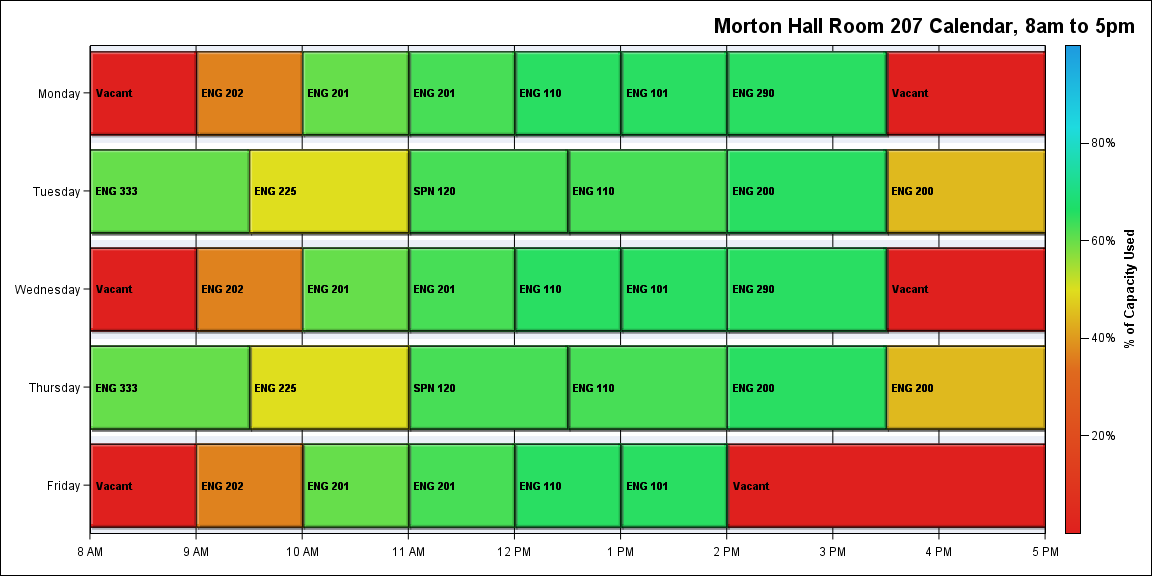 Morton Hall Room 207 Calendar, 8am to 5pm
Monday
Vacant
ENG 202
ENG 201
ENG 201
ENG 110
ENG 101
ENG 290
Vacant
Tuesday
ENG 333
ENG 225
SPN 120
ENG 110
ENG 200
ENG 200
Wednesday
Vacant
ENG 202
ENG 201
ENG 201
ENG 110
ENG 101
ENG 290
Vacant
Thursday
ENG 333
ENG 225
SPN 120
ENG 110
ENG 200
ENG 200
Friday
Vacant
ENG 202
ENG 201
ENG 201
ENG 110
ENG 101
Vacant
8 AM
9 AM
10 AM
11 AM
12 PM
1 PM
2 PM
3 PM
4 PM
5 PM
80%
60%
40%
20%
% of Capacity Used